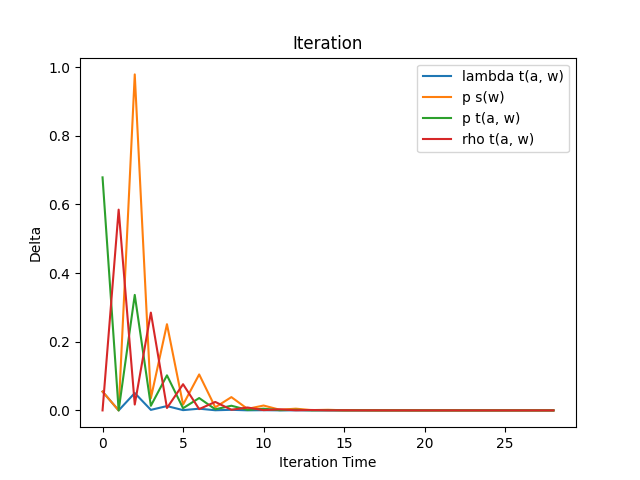 Iteration
1.0
0.8
0.6
0.4
0.2
0.0
Delta
lambda t(a, w)
p s(w)
p t(a, w)
rho t(a, w)
0 5 10 15 20 25
Iteration Time